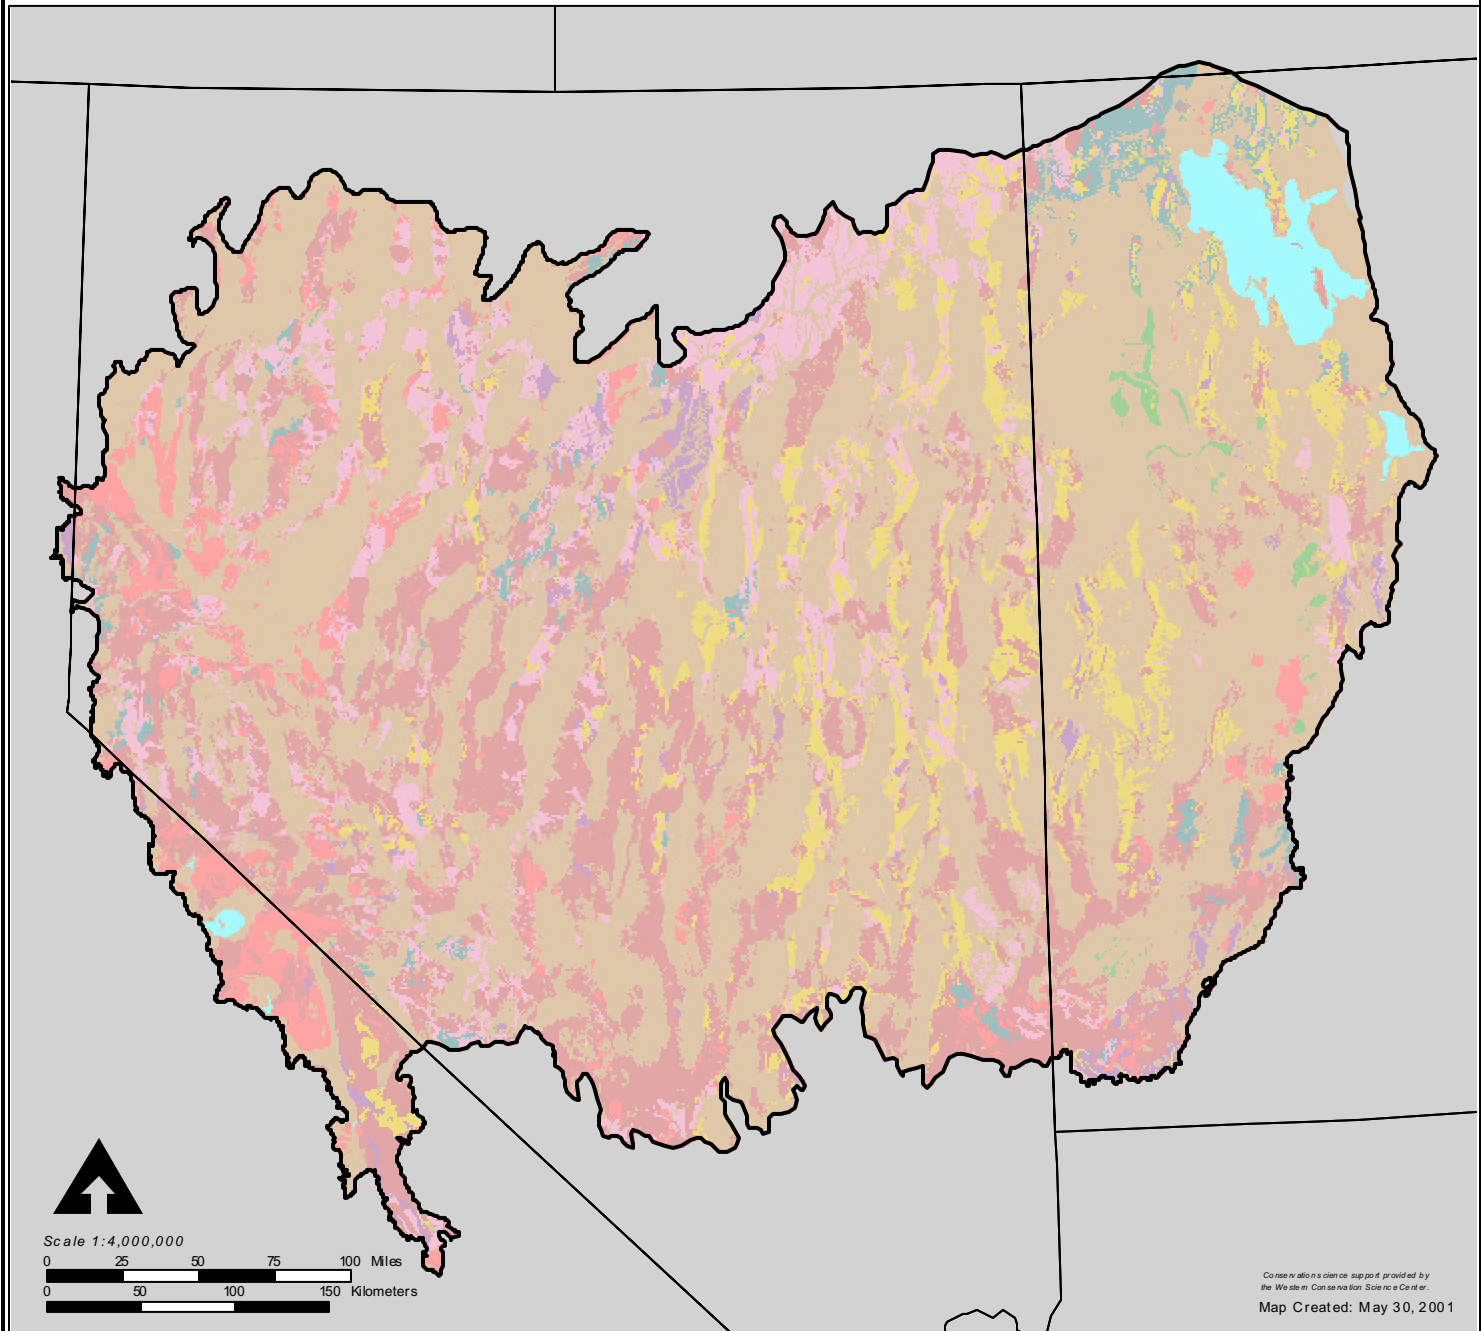 Scale 1:4,000,000
0 25 50 75 100 Miles
0 50 100 150 Kilometers
Conservation science support provided by
the Western Conservation Science Center.
Map Created: May 30, 2001